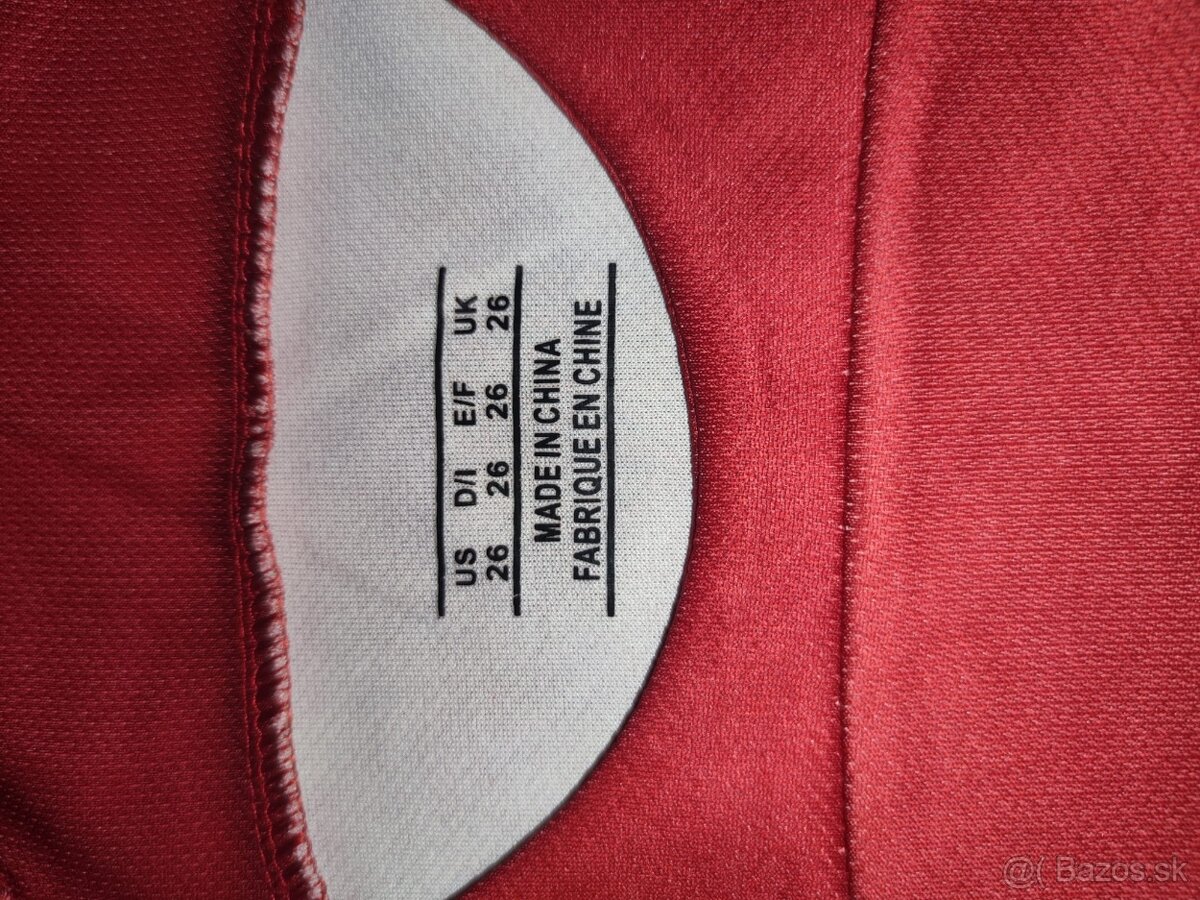 US D/I E/F UK
26 26 26 26
MADE IN CHINA
FABRIQUE EN CHINE
@( Bazos.sk